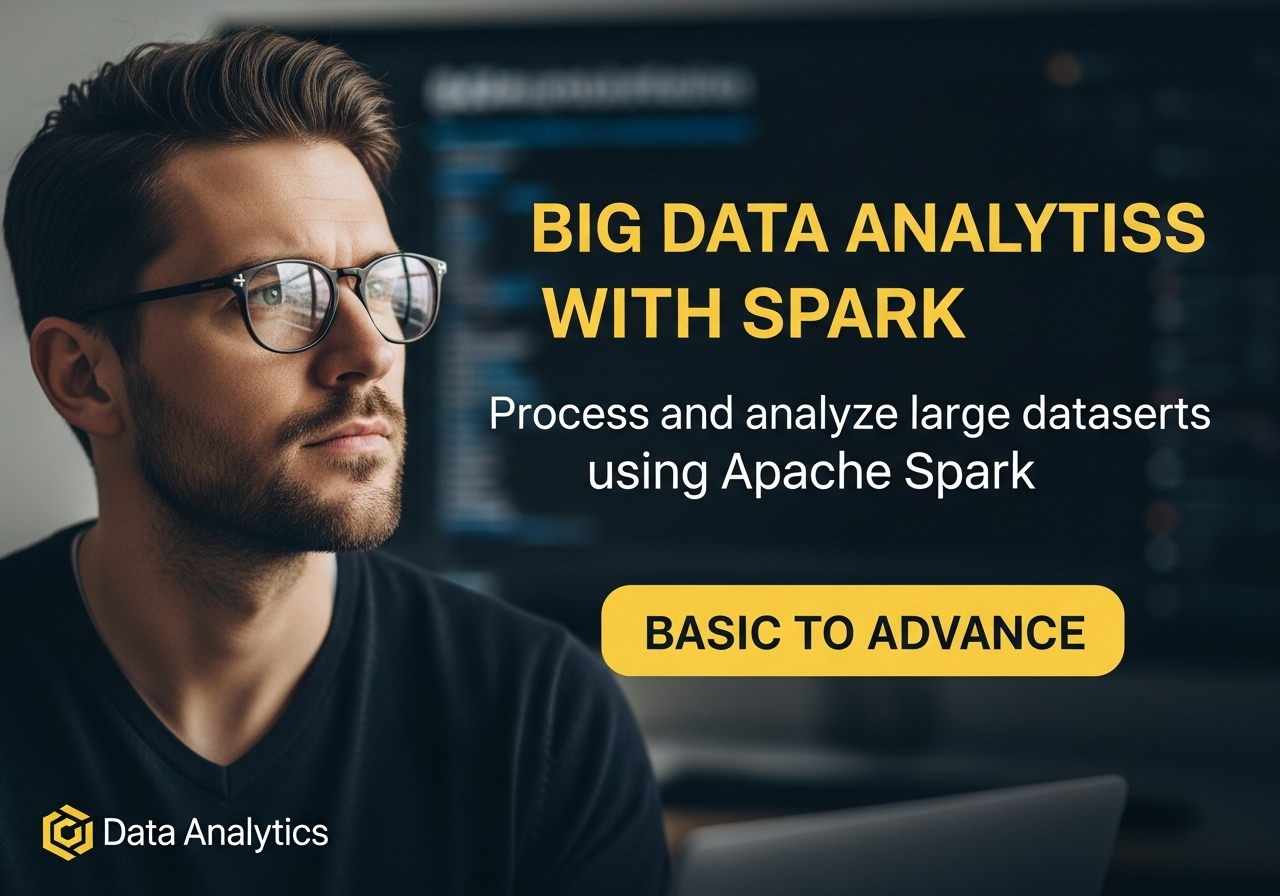 BIG DATA ANALYTISS
WITH SPARK
Process and analyze large dataserts
using Apache Spark
BASIC TO ADVANCE
Data Analytics